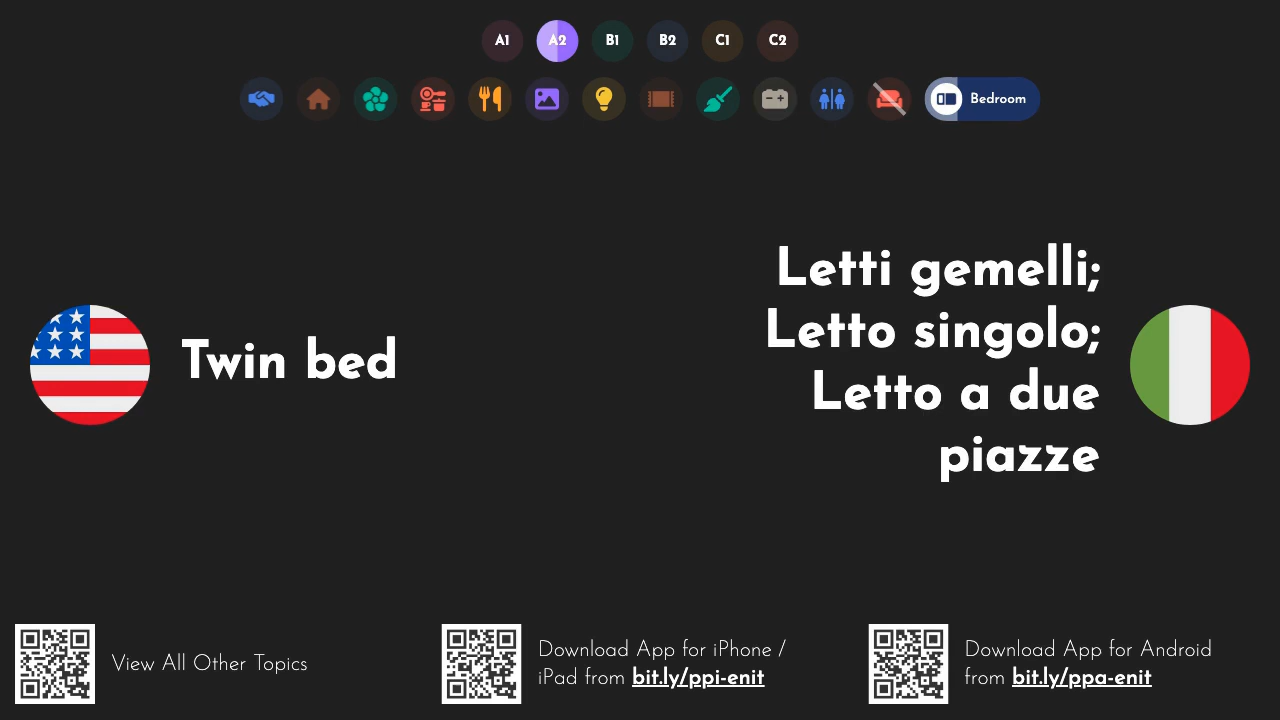 A1 A2 B1 B2 C1 C2
Bedroom
Twin bed
Letti gemelli;
Letto singolo;
Letto a due
piazze
View All Other Topics
Download App for iPhone /
iPad from bit.ly/ppi-enit
Download App for Android
from bit.ly/ppa-enit